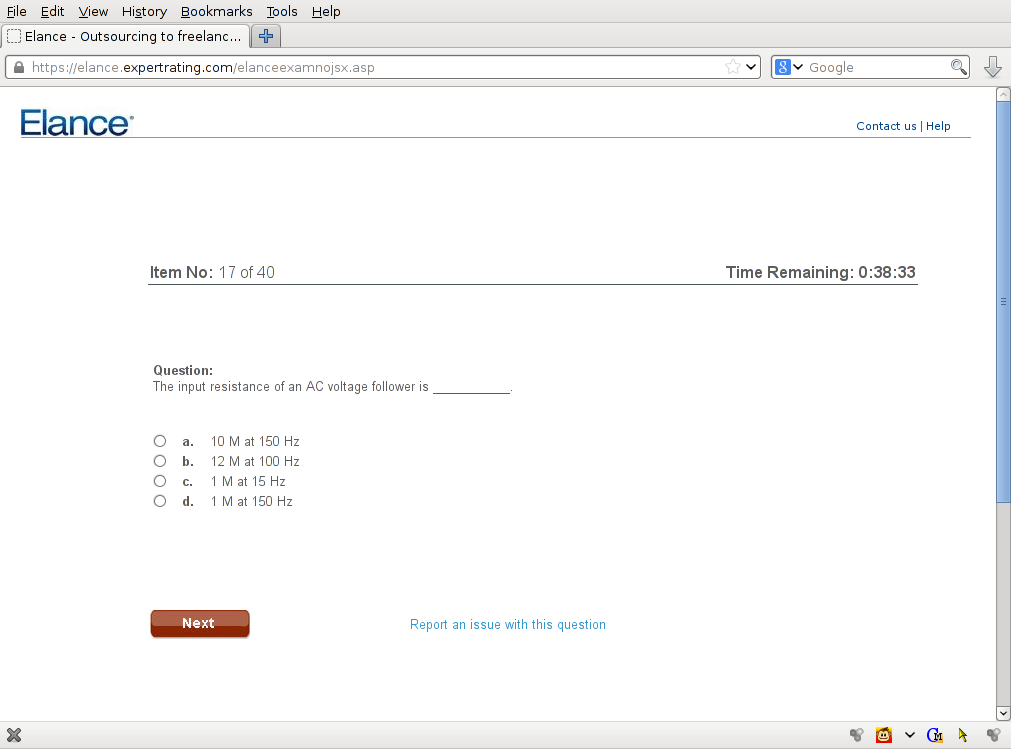 File Edit View History Bookmarks Tools Help
Elance - Outsourcing to freelanc...
https://elance.expertrating.com/elanceexamnojsx.asp
8 Google
Elance
Contact us | Help
Item No: 17 of 40 Time Remaining: 0:38:33
Question:
The input resistance of an AC voltage follower is ___________.
a. 10 M at 150 Hz
b. 12 M at 100 Hz
c. 1 M at 15 Hz
d. 1 M at 150 Hz
Next Report an issue with this question